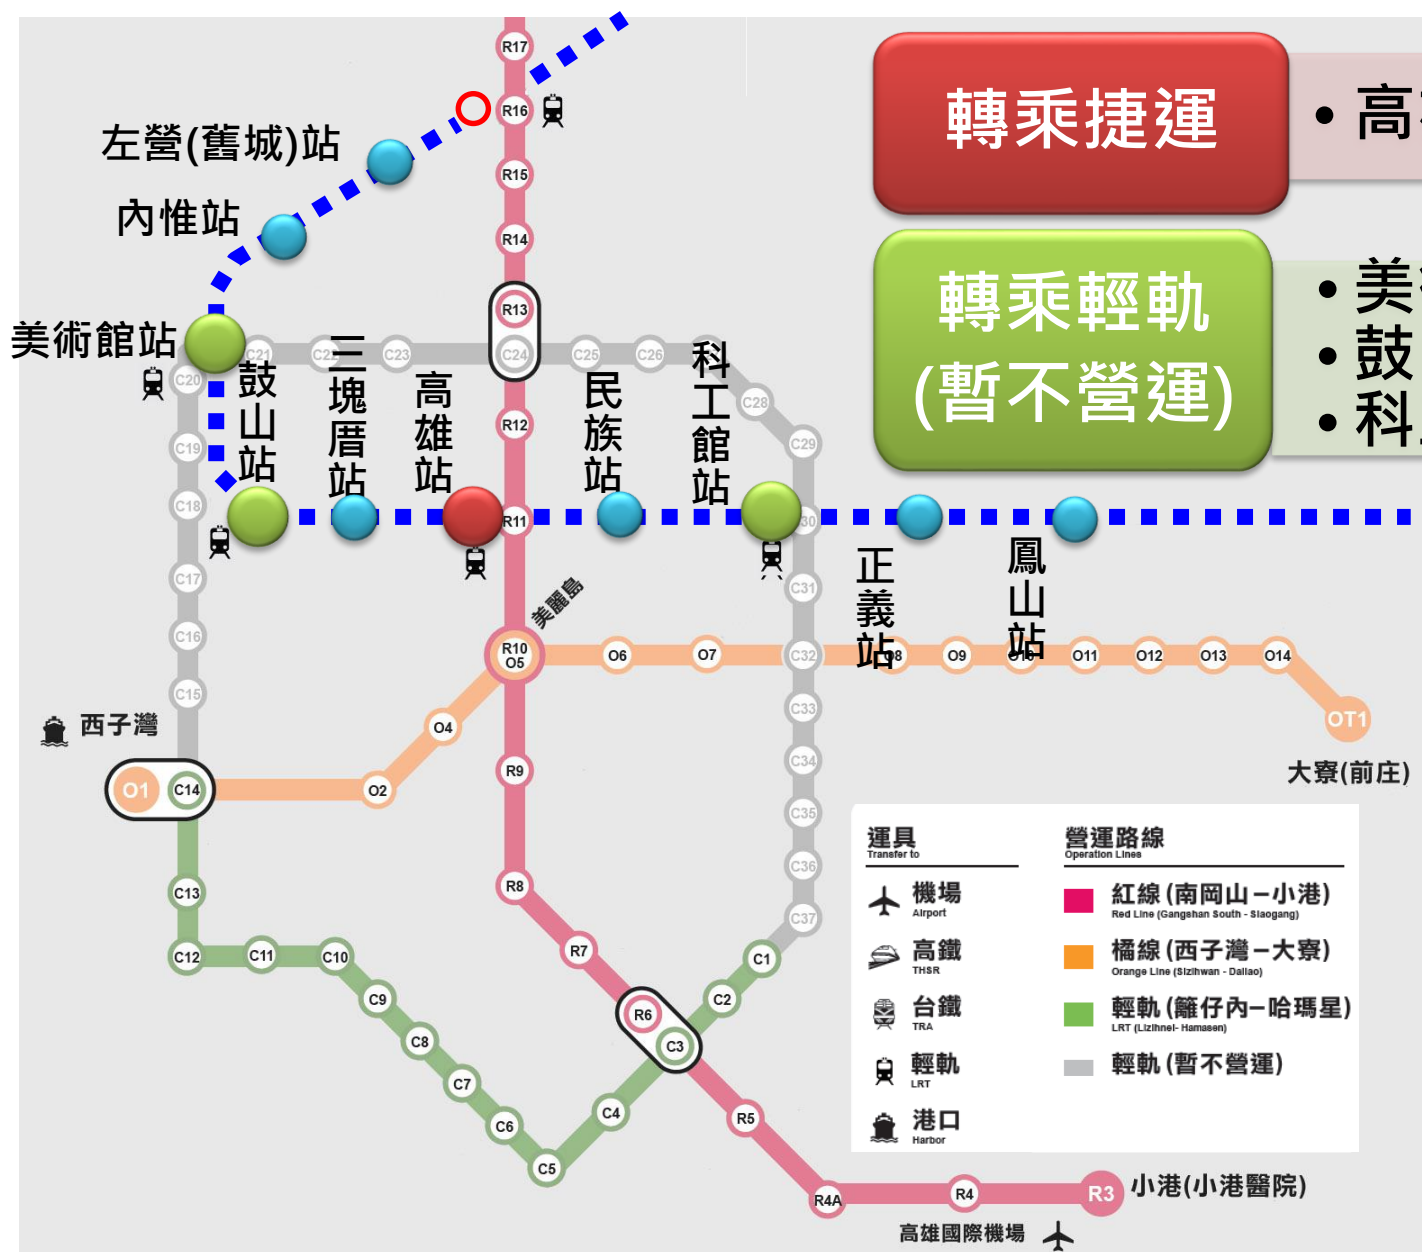 R17
R16
左營(舊城)站
R15
內惟站
R14
轉乘捷運
• 高
轉乘輕軌
(暫不營運)
• 美
• 鼓
• 科
R13
美術館站
C20
C21
C22
C23
C24
C25
C26
C28
C29
鼓山站
三塊厝站
高雄站
民族站
科工館站
R12
C19
C18
R11
30
正義站
鳳山站
C17
C31
美麗島
C16
R10
O5
O6
O7
C32
O8
O9
O10
O11
O12
O13
O14
C15
西子灣
O4
C33
OT1
大寮(前庄)
O1
C14
O2
R9
C34
C35
C36
C37
R8
C13
C12
C11
C10
R7
C1
C9
C2
R6
C3
C8
C7
C4
C6
R5
C5
R4A
R4
R3
小港(小港醫院)
高雄國際機場
運具
Transfer to
機場
Airport
高鐵
THSR
台鐵
TRA
輕軌
LRT
港口
Harbor
營運路線
Operation Lines
紅線(南岡山－小港)
Red Line (Gangshan South - Siaogang)
橘線(西子灣－大寮)
Orange Line (Sizihwan - Daliao)
輕軌(籬仔內－哈瑪星)
LRT (Lizihnei- Hamasen)
輕軌(暫不營運)